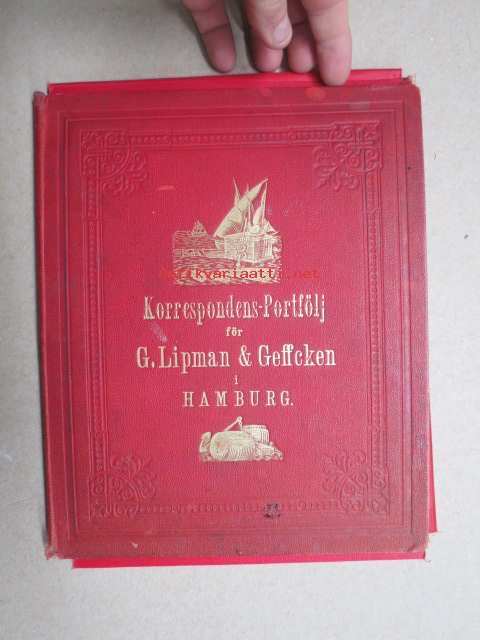 antikvariaatti.net
Korrespondens-Portfölj
för
G. Lipman & Geffcken
i
HAMBURG.